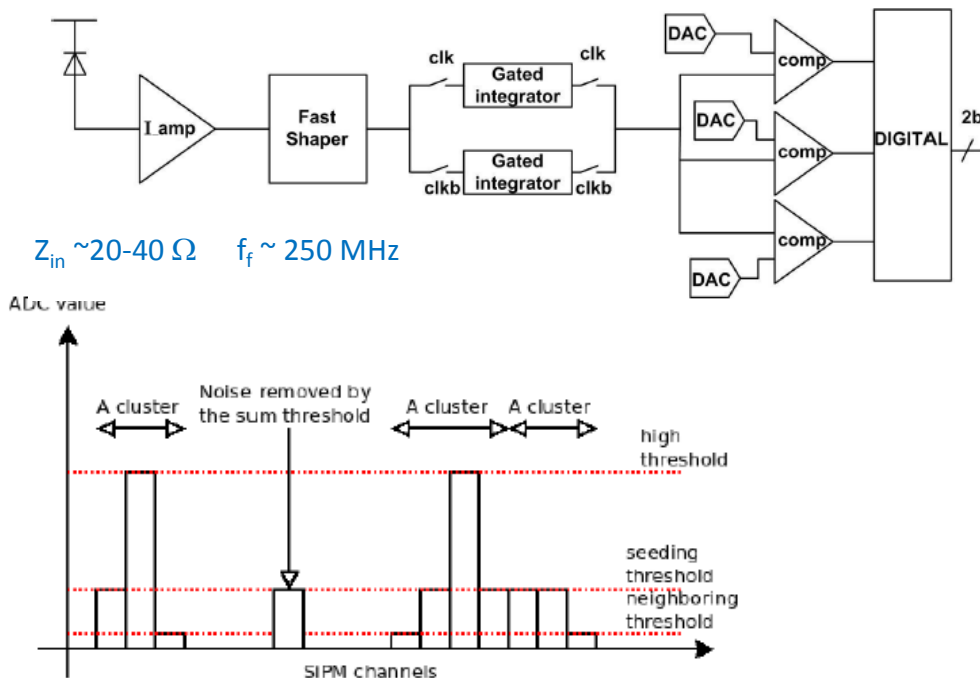 DAC
comp
clk
Gated
integrator
clk
I_amp
Fast
Shaper
DAC
comp
DIGITAL
2b
clkb
Gated
integrator
clkb
DAC
comp
Zin ~20-40 Ω ff ~ 250 MHz
ADC value
A cluster
Noise removed by
the sum threshold
A cluster
A cluster
high
threshold
seeding
threshold
neighboring
threshold
SIPM channels